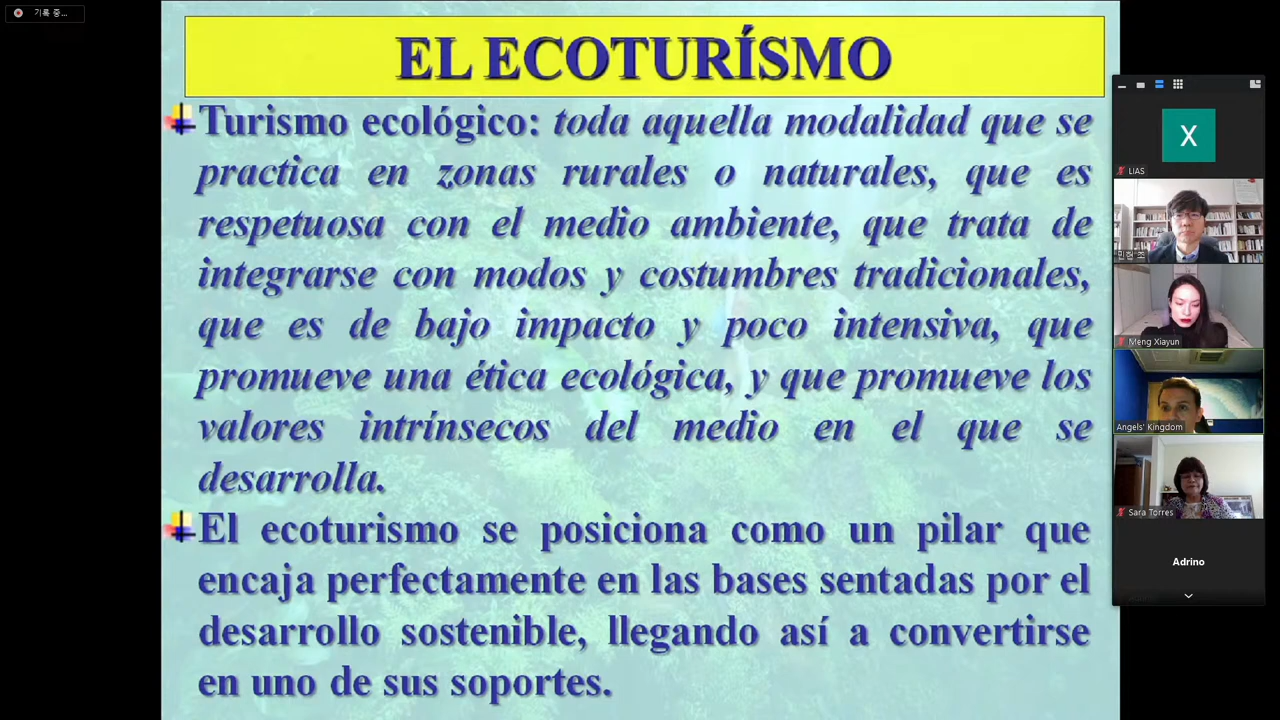 기록 중...
EL ECOTURÍSMO
Turismo ecológico: toda aquella modalidad que se
practica en zonas rurales o naturales, que es
respetuosa con el medio ambiente, que trata de
integrarse con modos y costumbres tradicionales,
que es de bajo impacto y poco intensiva, que
promueve una ética ecológica, y que promueve los
valores intrínsecos del medio en el que se
desarrolla.
El ecoturismo se posiciona como un pilar que
encaja perfectamente en las bases sentadas por el
desarrollo sostenible, llegando así a convertirse
en uno de sus soportes.
X
LIAS
Meng Xiayun
Angels' Kingdom
Sara Torres
Adrino